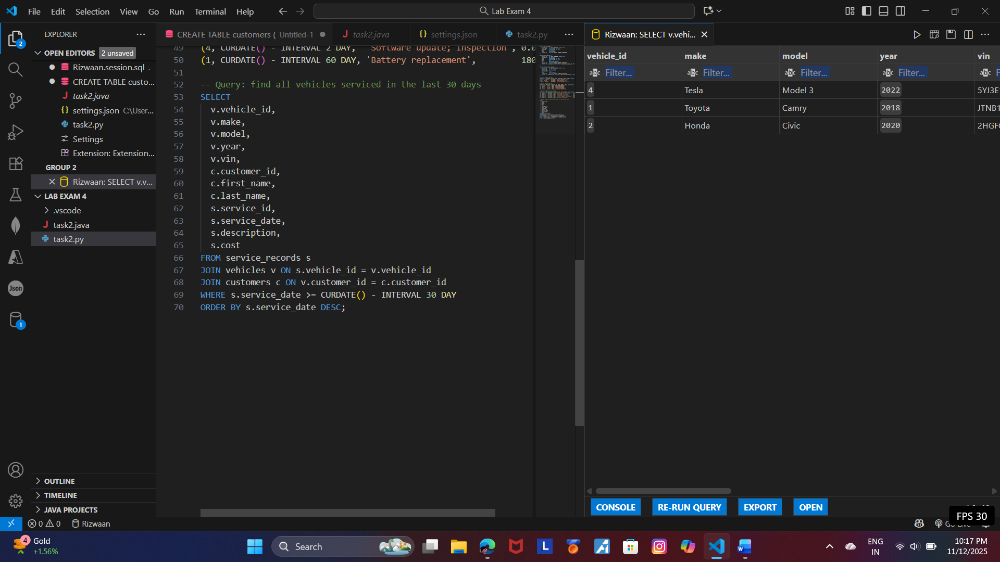 File Edit Selection View Go Run Terminal Help
Lab Exam 4
EXPLORER
OPEN EDITORS 2 unsaved
Rizwaan.session.sql .
CREATE TABLE custo...
task2.java
settings.json C:\User...
task2.py
Settings
Extension: Extension...
GROUP 2
Rizwaan: SELECT v.v...
LAB EXAM 4
.vscode
task2.java
task2.py
OUTLINE
TIMELINE
JAVA PROJECTS
2
Json
1
CREATE TABLE customers ( Untitled-1
task2.java
settings.json
task2.py
49 (4, CURDATE() - INTERVAL 2 DAY, 'Software update; inspection', 0.0
50 (1, CURDATE() - INTERVAL 60 DAY, 'Battery replacement', 180
51
52 -- Query: find all vehicles serviced in the last 30 days
53 SELECT
54 v.vehicle_id,
55 v.make,
56 v.model,
57 v.year,
58 v.vin,
59 c.customer_id,
60 c.first_name,
61 c.last_name,
62 s.service_id,
63 s.service_date,
64 s.description,
65 s.cost
66 FROM service_records s
67 JOIN vehicles v ON s.vehicle_id = v.vehicle_id
68 JOIN customers c ON v.customer_id = c.customer_id
69 WHERE s.service_date >= CURDATE() - INTERVAL 30 DAY
70 ORDER BY s.service_date DESC;
Rizwaan: SELECT v.vehi...
vehicle_id make model year vin
abc Filter... abc Filter... abc Filter... abc Filter... abc F
4 Tesla Model 3 2022 5YJ3E
1 Toyota Camry 2018 JTNB1
2 Honda Civic 2020 2HGF
CONSOLE RE-RUN QUERY EXPORT OPEN
FPS 30
0 0 Rizwaan
4 Gold
+1.56%
Search
ENG
IN
10:17 PM
11/12/2025